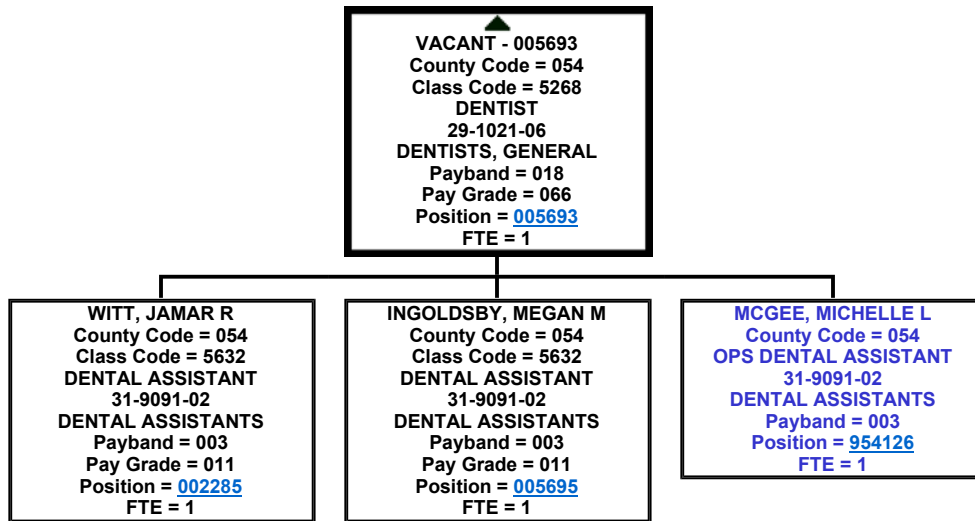 VACANT - 005693
County Code = 054
Class Code = 5268
DENTIST
29-1021-06
DENTISTS, GENERAL
Payband = 018
Pay Grade = 066
Position = 005693
FTE = 1
WITT, JAMAR R
County Code = 054
Class Code = 5632
DENTAL ASSISTANT
31-9091-02
DENTAL ASSISTANTS
Payband = 003
Pay Grade = 011
Position = 002285
FTE = 1
INGOLDSBY, MEGAN M
County Code = 054
Class Code = 5632
DENTAL ASSISTANT
31-9091-02
DENTAL ASSISTANTS
Payband = 003
Pay Grade = 011
Position = 005695
FTE = 1
MCGEE, MICHELLE L
County Code = 054
OPS DENTAL ASSISTANT
31-9091-02
DENTAL ASSISTANTS
Payband = 003
Position = 954126
FTE = 1